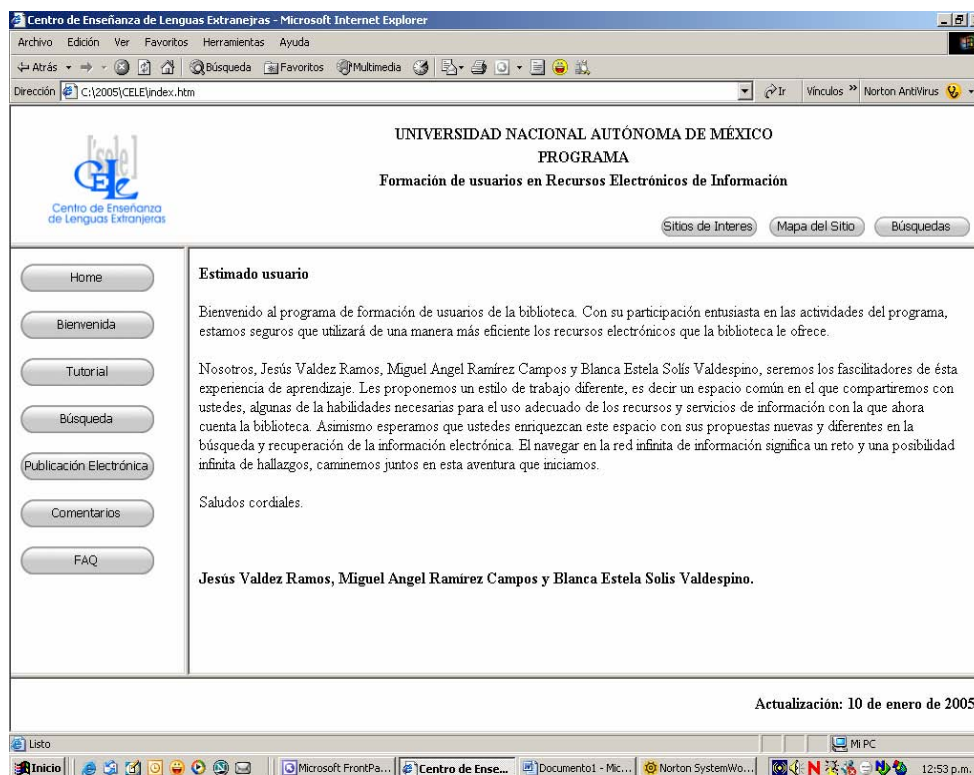 Centro de Enseñanza de Lenguas Extranejras - Microsoft Internet Explorer
Archivo Edición Ver Favoritos Herramientas Ayuda
Atrás Búsqueda Favoritos Multimedia
Dirección C:\2005\CELE\index.htm Ir Vínculos » Norton AntiVirus
['sele]
CELe
Centro de Enseñanza
de Lenguas Extranjeras
UNIVERSIDAD NACIONAL AUTÓNOMA DE MÉXICO
PROGRAMA
Formación de usuarios en Recursos Electrónicos de Información
Sitios de Interes Mapa del Sitio Búsquedas
Home
Bienvenida
Tutorial
Búsqueda
Publicación Electrónica
Comentarios
FAQ
Estimado usuario
Bienvenido al programa de formación de usuarios de la biblioteca. Con su participación entusiasta en las actividades del programa,
estamos seguros que utilizará de una manera más eficiente los recursos electrónicos que la biblioteca le ofrece.
Nosotros, Jesús Valdez Ramos, Miguel Angel Ramírez Campos y Blanca Estela Solís Valdespino, seremos los fascilitadores de ésta
experiencia de aprendizaje. Les proponemos un estilo de trabajo diferente, es decir un espacio común en el que compartiremos con
ustedes, algunas de la habilidades necesarias para el uso adecuado de los recursos y servicios de información con la que ahora
cuenta la biblioteca. Asimismo esperamos que ustedes enriquezcan este espacio con sus propuestas nuevas y diferentes en la
búsqueda y recuperación de la información electrónica. El navegar en la red infinita de información significa un reto y una posibilidad
infinita de hallazgos, caminemos juntos en esta aventura que iniciamos.
Saludos cordiales.
Jesús Valdez Ramos, Miguel Angel Ramírez Campos y Blanca Estela Solis Valdespino.
Actualización: 10 de enero de 2005
Listo Mi PC
Inicio Microsoft FrontPa... Centro de Ense... Documento1 - Mic... Norton SystemWo... 12:53 p.m.